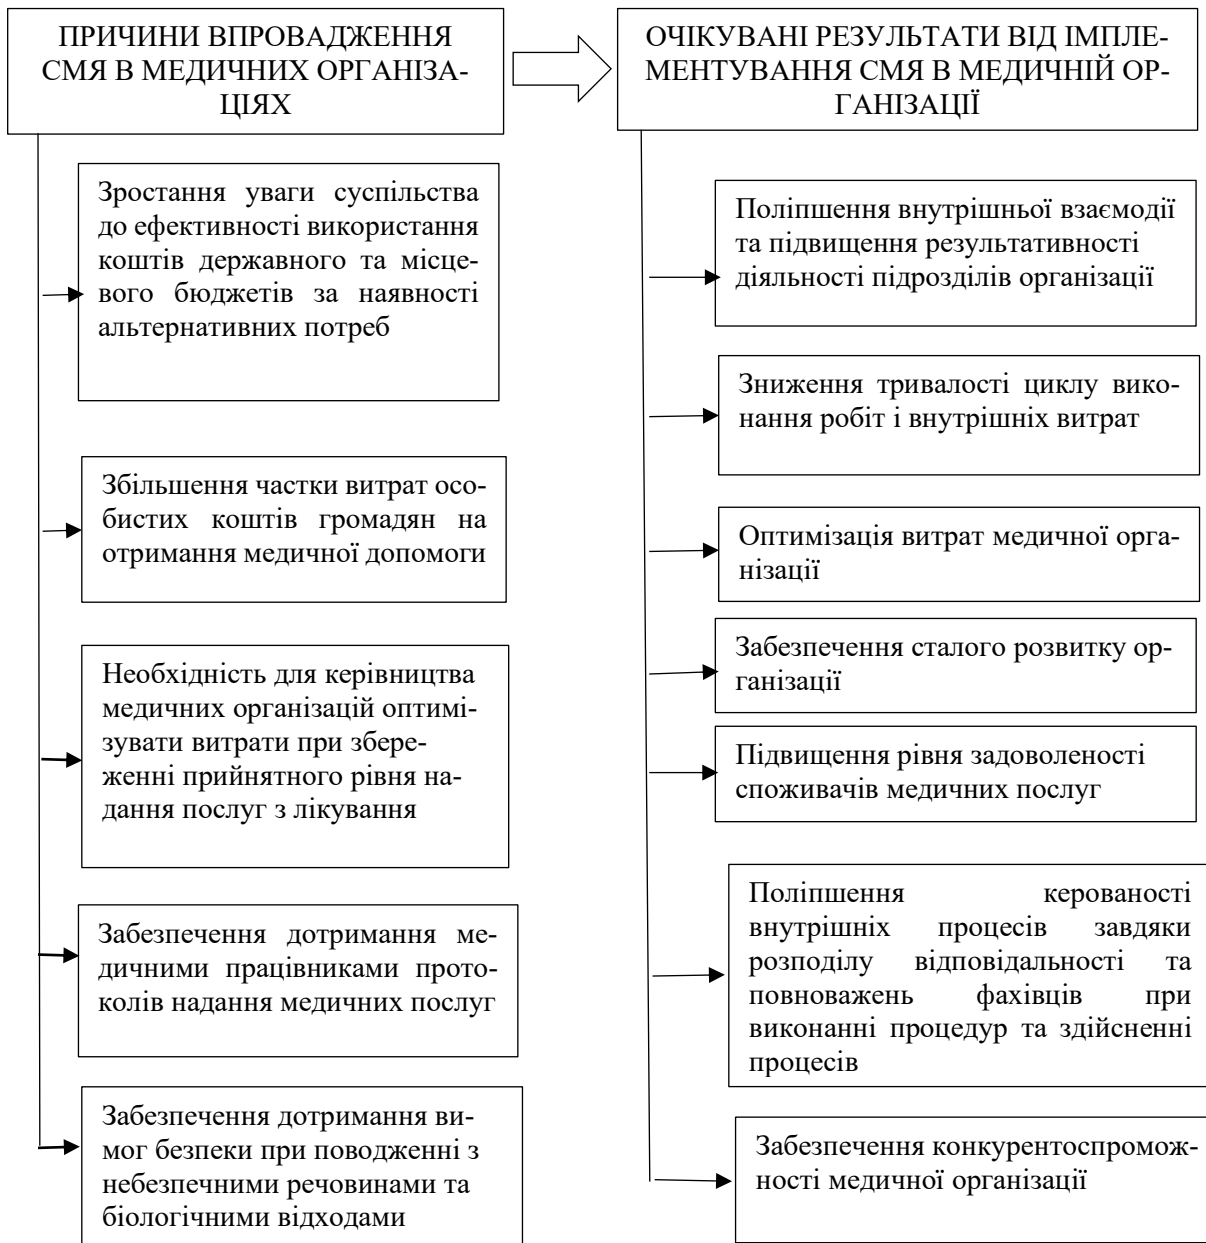 ПРИЧИНИ ВПРОВАДЖЕННЯ
СМЯ В МЕДИЧНИХ ОРГАНІЗА-
ЦІЯХ
Зростання уваги суспільства
до ефективності використання
коштів державного та місце-
вого бюджетів за наявності
альтернативних потреб
Збільшення частки витрат осо-
бистих коштів громадян на
отримання медичної допомоги
Необхідність для керівництва
медичних організацій оптимі-
зувати витрати при збере-
женні прийнятного рівня на-
дання послуг з лікування
Забезпечення дотримання ме-
дичними працівниками прото-
колів надання медичних послуг
Забезпечення дотримання ви-
мог безпеки при поводженні з
небезпечними речовинами та
біологічними відходами
ОЧІКУВАНІ РЕЗУЛЬТАТИ ВІД ІМПЛЕ-
МЕНТУВАННЯ СМЯ В МЕДИЧНІЙ ОР-
ГАНІЗАЦІЇ
Поліпшення внутрішньої взаємодії
та підвищення результативності
діяльності підрозділів організації
Зниження тривалості циклу вико-
нання робіт і внутрішніх витрат
Оптимізація витрат медичної орга-
нізації
Забезпечення сталого розвитку ор-
ганізації
Підвищення рівня задоволеності
споживачів медичних послуг
Поліпшення керованості
внутрішніх процесів завдяки
розподілу відповідальності та
повноважень фахівців при
виконанні процедур та здійсненні
процесів
Забезпечення конкурентоспромож-
ності медичної організації